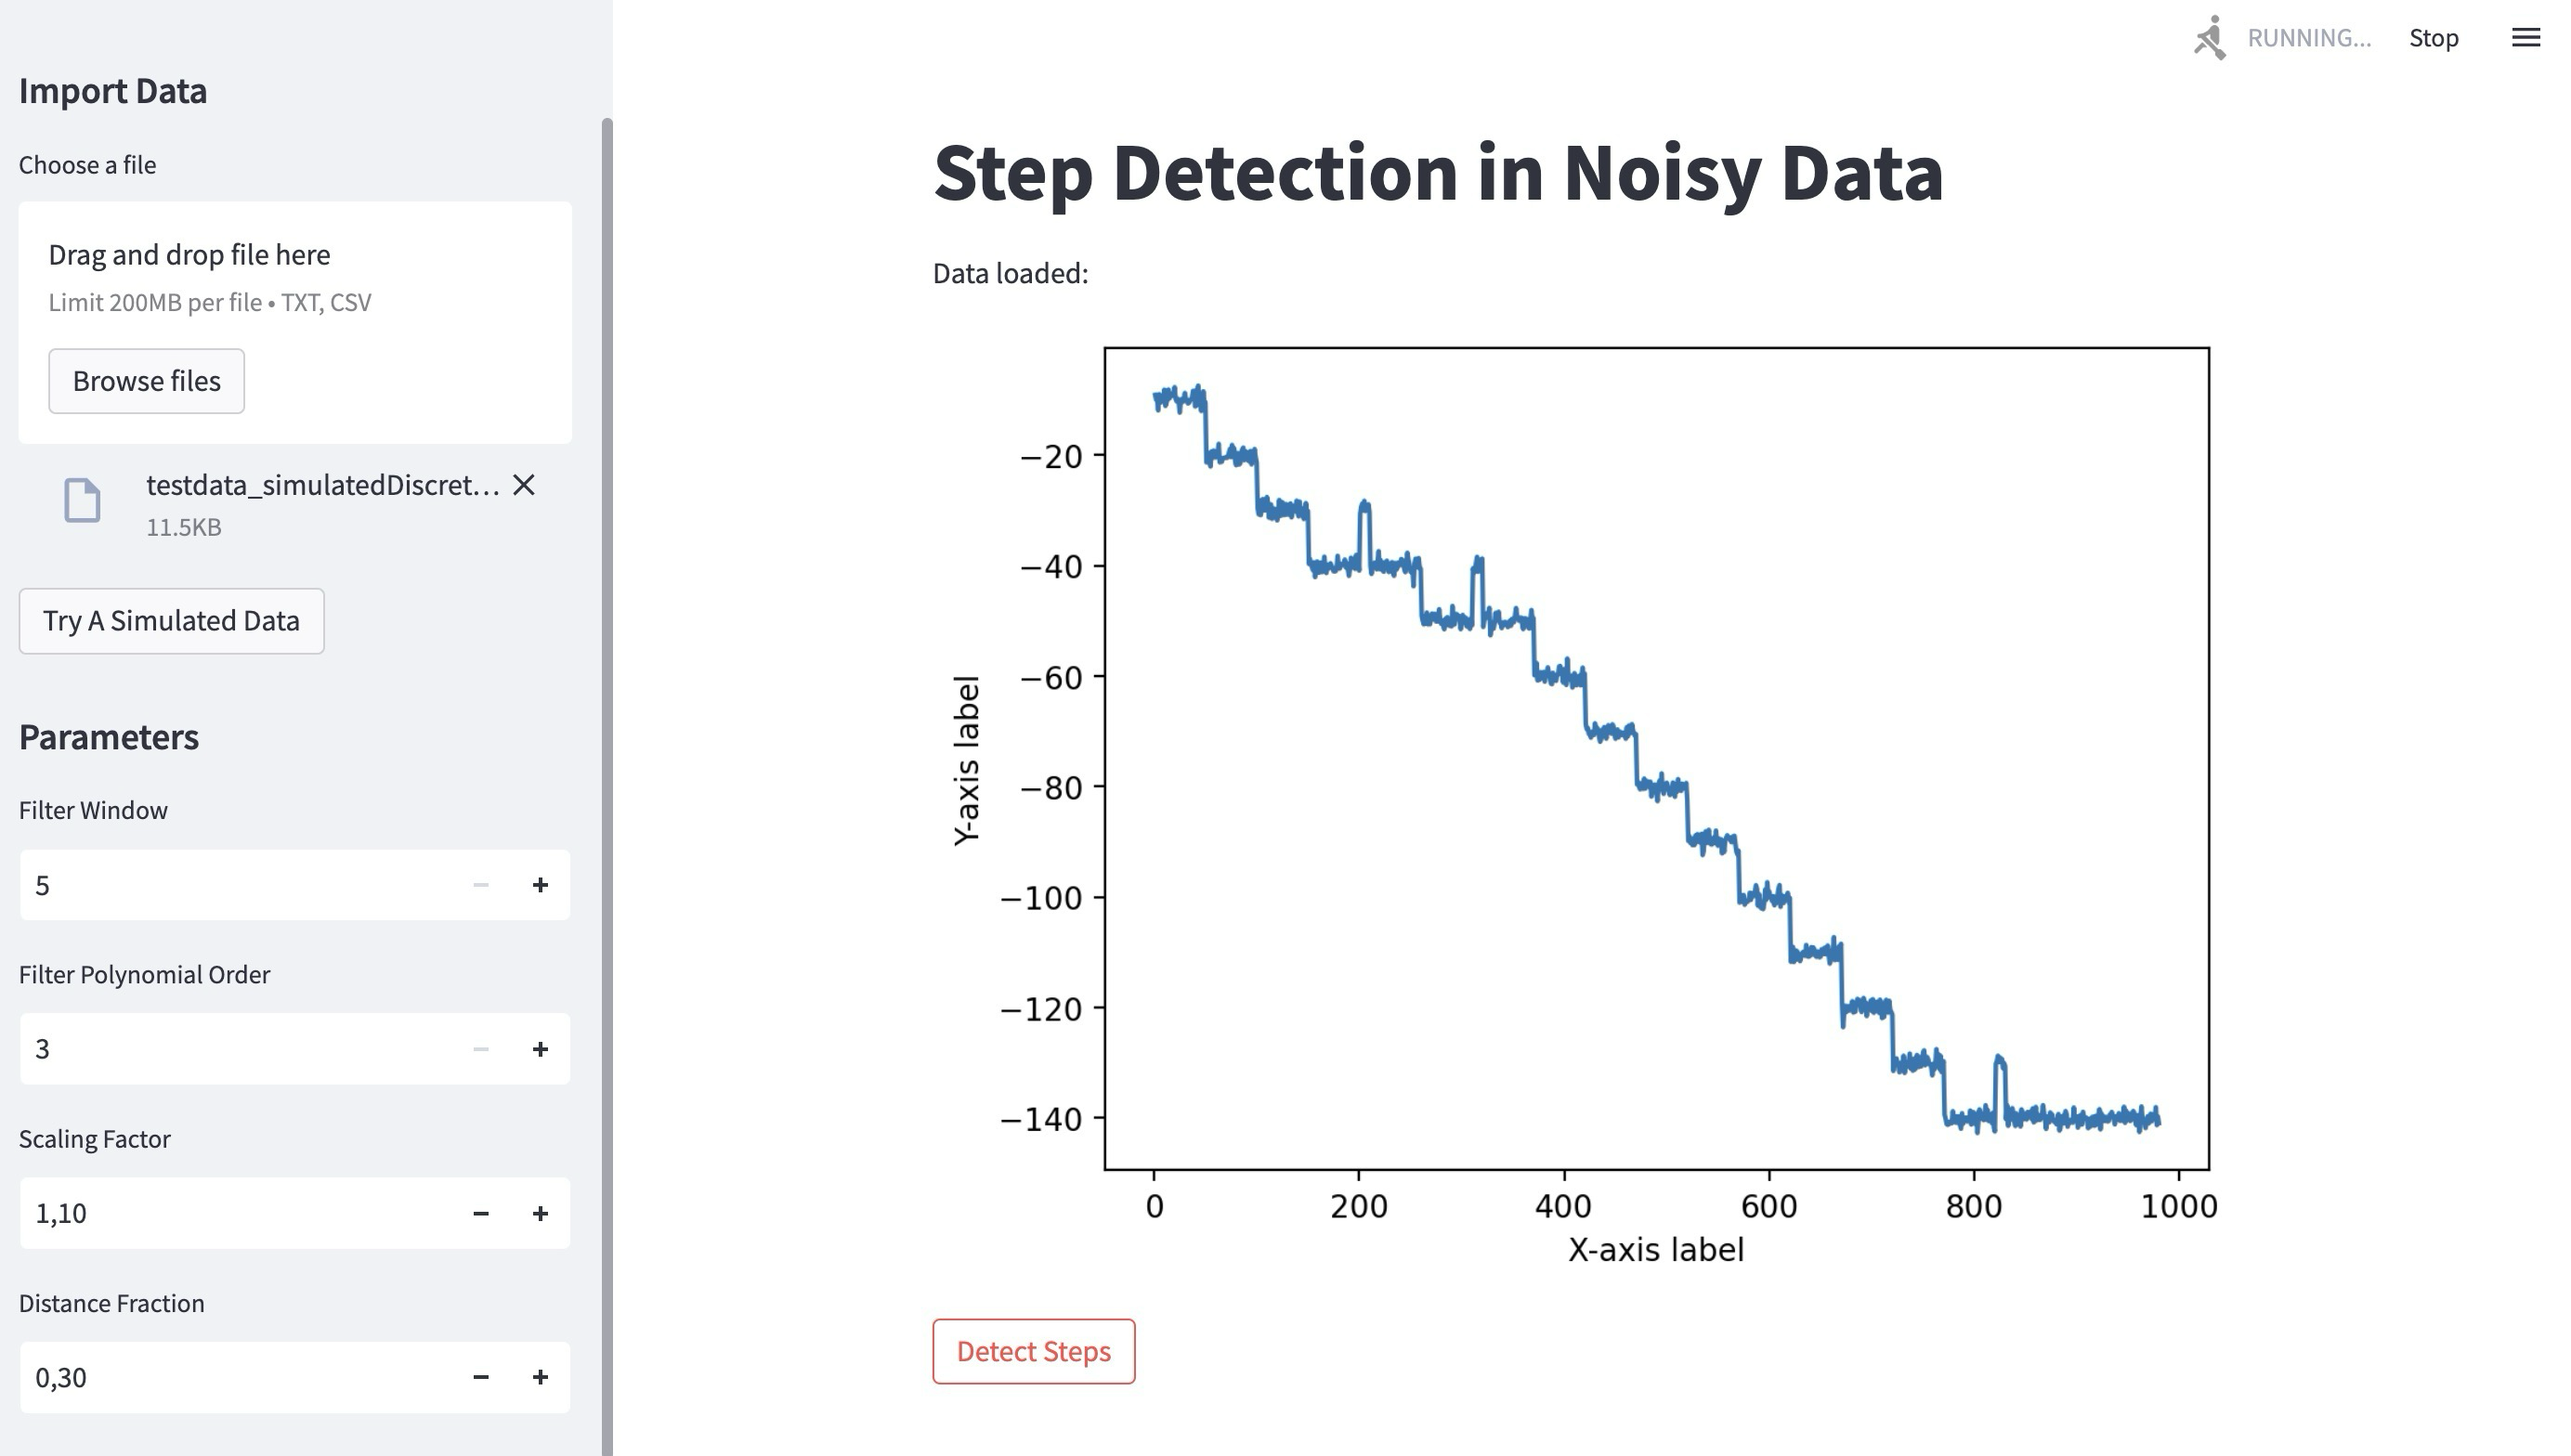 RUNNING...
Stop
Import Data
Choose a file
Drag and drop file here
Limit 200MB per file • TXT, CSV
Browse files
testdata_simulatedDiscret...
11.5KB
Try A Simulated Data
Parameters
Filter Window
5
Filter Polynomial Order
3
Scaling Factor
1,10
Distance Fraction
0,30
Step Detection in Noisy Data
Data loaded:
Y-axis label
−20
−40
−60
−80
−100
−120
−140
0 200 400 600 800 1000
X-axis label
Detect Steps